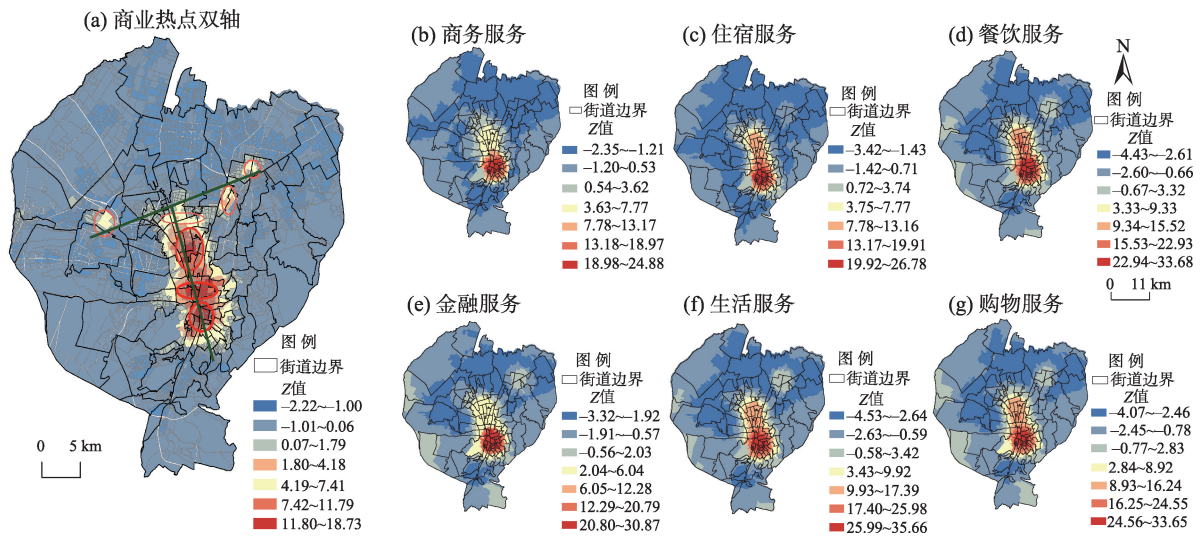 (a) 商业热点双轴
图 例
街道边界
Z值
–2.22~–1.00
–1.01~0.06
0.07~1.79
1.80~4.18
4.19~7.41
7.42~11.79
11.80~18.73
0 5 km
(b) 商务服务
图 例
街道边界
Z值
–2.35~–1.21
–1.20~0.53
0.54~3.62
3.63~7.77
7.78~13.17
13.18~18.97
18.98~24.88
(c) 住宿服务
图 例
街道边界
Z值
–3.42~–1.43
–1.42~0.71
0.72~3.74
3.75~7.77
7.78~13.16
13.17~19.91
19.92~26.78
(d) 餐饮服务
N
图 例
街道边界
Z值
–4.43~–2.61
–2.60~–0.66
–0.67~3.32
3.33~9.33
9.34~15.52
15.53~22.93
22.94~33.68
0 11 km
(e) 金融服务
图 例
街道边界
Z值
–3.32~–1.92
–1.91~–0.57
–0.56~2.03
2.04~6.04
6.05~12.28
12.29~20.79
20.80~30.87
(f) 生活服务
图 例
街道边界
Z值
–4.53~–2.64
–2.63~–0.59
–0.58~3.42
3.43~9.92
9.93~17.39
17.40~25.98
25.99~35.66
(g) 购物服务
图 例
街道边界
Z值
–4.07~–2.46
–2.45~–0.78
–0.77~2.83
2.84~8.92
8.93~16.24
16.25~24.55
24.56~33.65